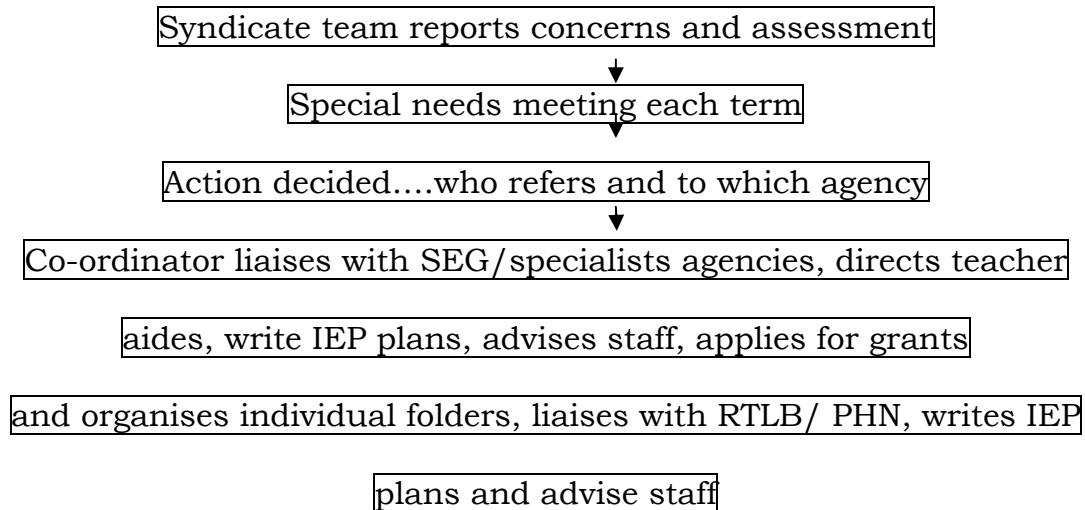 Syndicate team reports concerns and assessment
Special needs meeting each term
Action decided....who refers and to which agency
Co-ordinator liaises with SEG/specialists agencies, directs teacher
aides, write IEP plans, advises staff, applies for grants
and organises individual folders, liaises with RTLB/ PHN, writes IEP
plans and advise staff